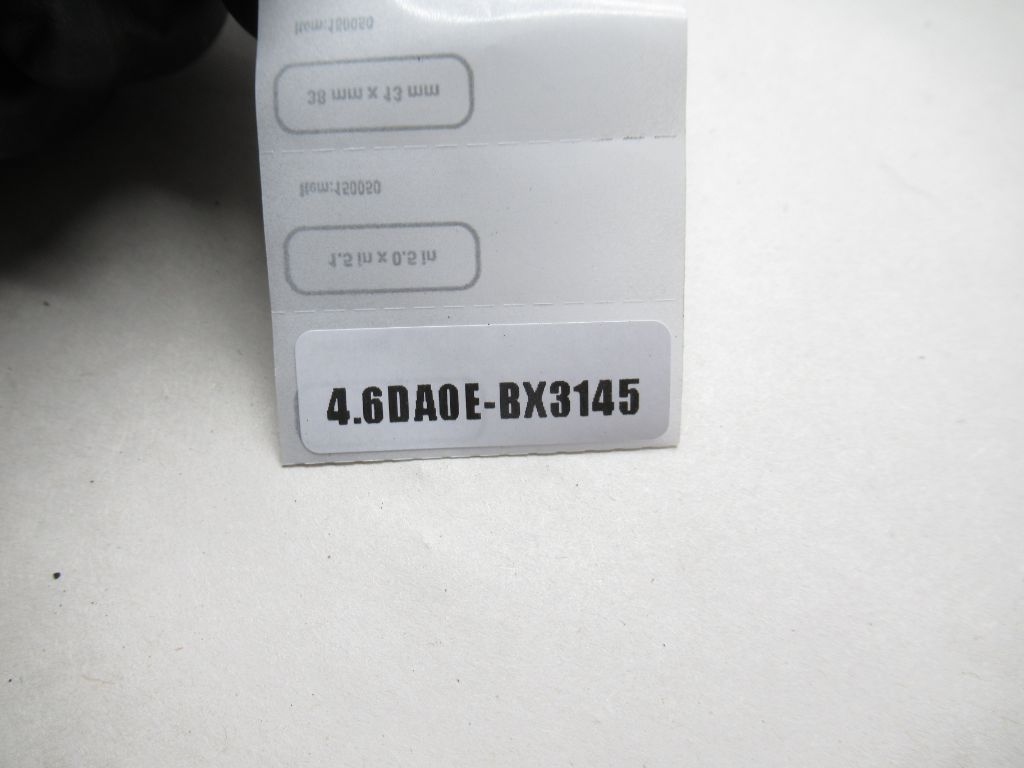 Item:150050
38 mm x 13 mm
Item:150050
1.5 in x 0.5 in
4.6DA0E-BX3145